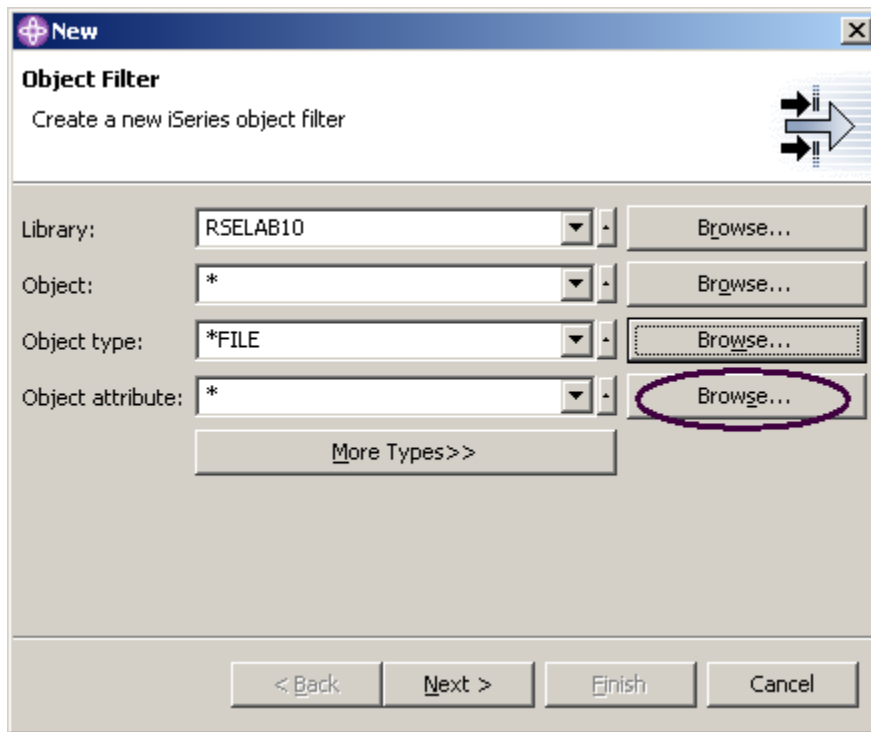 New
Object Filter
Create a new iSeries object filter
Library: RSELAB10 Browse...
Object: * Browse...
Object type: *FILE Browse...
Object attribute: * Browse...
More Types>>
< Back Next > Finish Cancel